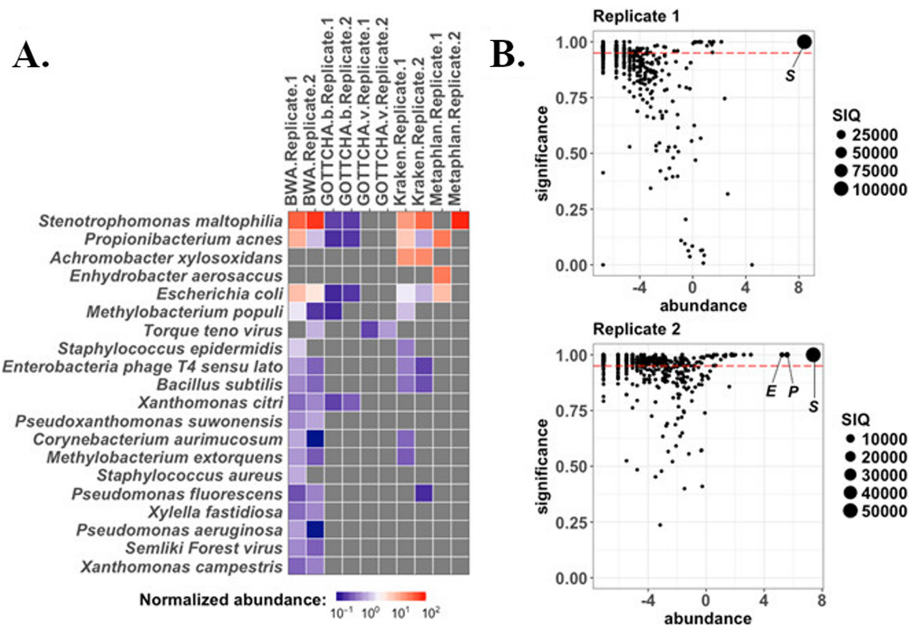 A.
BWA.Replicate.1
BWA.Replicate.2
GOTTCHA.b.Replicate.1
GOTTCHA.b.Replicate.2
GOTTCHA.v.Replicate.1
GOTTCHA.v.Replicate.2
Kraken.Replicate.1
Kraken.Replicate.2
Metaphlan.Replicate.1
Metaphlan.Replicate.2
Stenotrophomonas maltophilia
Propionibacterium acnes
Achromobacter xylosoxidans
Enhydrobacter aerosaccus
Escherichia coli
Methylobacterium populi
Torque teno virus
Staphylococcus epidermidis
Enterobacteria phage T4 sensu lato
Bacillus subtilis
Xanthomonas citri
Pseudoxanthomonas suwonensis
Corynebacterium aurimucosum
Methylobacterium extorquens
Staphylococcus aureus
Pseudomonas fluorescens
Xylella fastidiosa
Pseudomonas aeruginosa
Semliki Forest virus
Xanthomonas campestris
Normalized abundance:
10⁻¹ 10⁰ 10¹ 10²
B.
Replicate 1
significance
1.00
0.75
0.50
0.25
0.00
S
-4 0 4 8
abundance
SIQ
25000
50000
75000
100000
Replicate 2
significance
1.00
0.75
0.50
0.25
0.00
E P S
-4 0 4 8
abundance
SIQ
10000
20000
30000
40000
50000